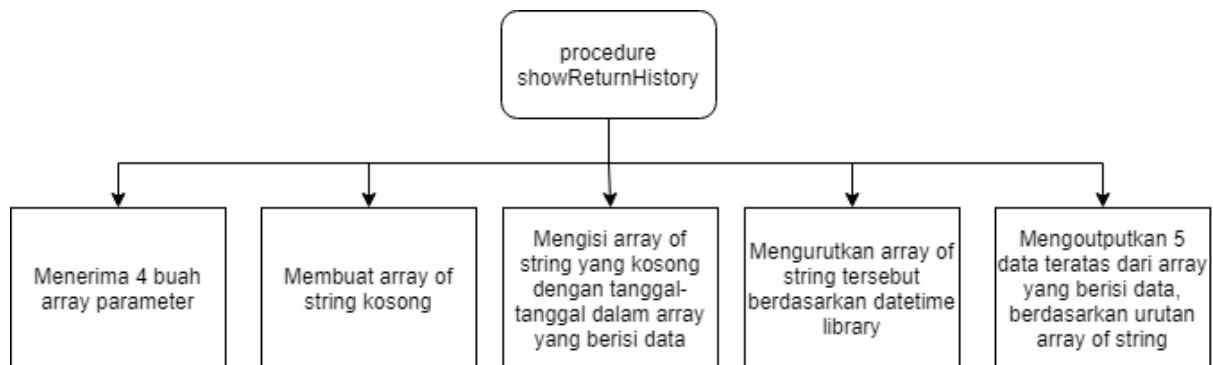 procedure
showReturnHistory
Menerima 4 buah
array parameter
Membuat array of
string kosong
Mengisi array of
string yang kosong
dengan tanggal-
tanggal dalam array
yang berisi data
Mengurutkan array of
string tersebut
berdasarkan datetime
library
Mengoutputkan 5
data teratas dari array
yang berisi data,
berdasarkan urutan
array of string